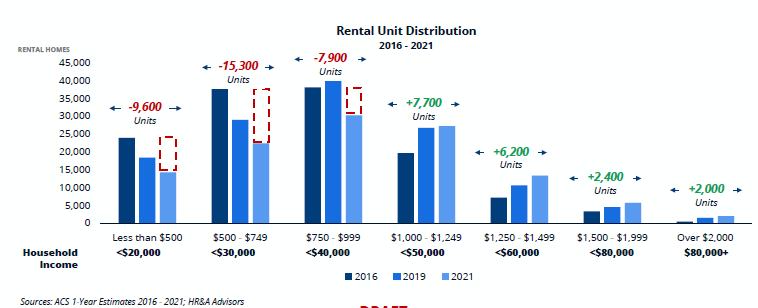 Rental Unit Distribution
2016 - 2021
RENTAL HOMES
45,000
40,000
35,000
30,000
25,000
20,000
15,000
10,000
5,000
0
-9,600
Units
-15,300
Units
-7,900
Units
+7,700
Units
+6,200
Units
+2,400
Units
+2,000
Units
Less than $500 $500 - $749 $750 - $999 $1,000 - $1,249 $1,250 - $1,499 $1,500 - $1,999 Over $2,000
Household <$20,000 <$30,000 <$40,000 <$50,000 <$60,000 <$80,000 $80,000+
Income
2016 2019 2021
Sources: ACS 1-Year Estimates 2016 - 2021; HR&A Advisors